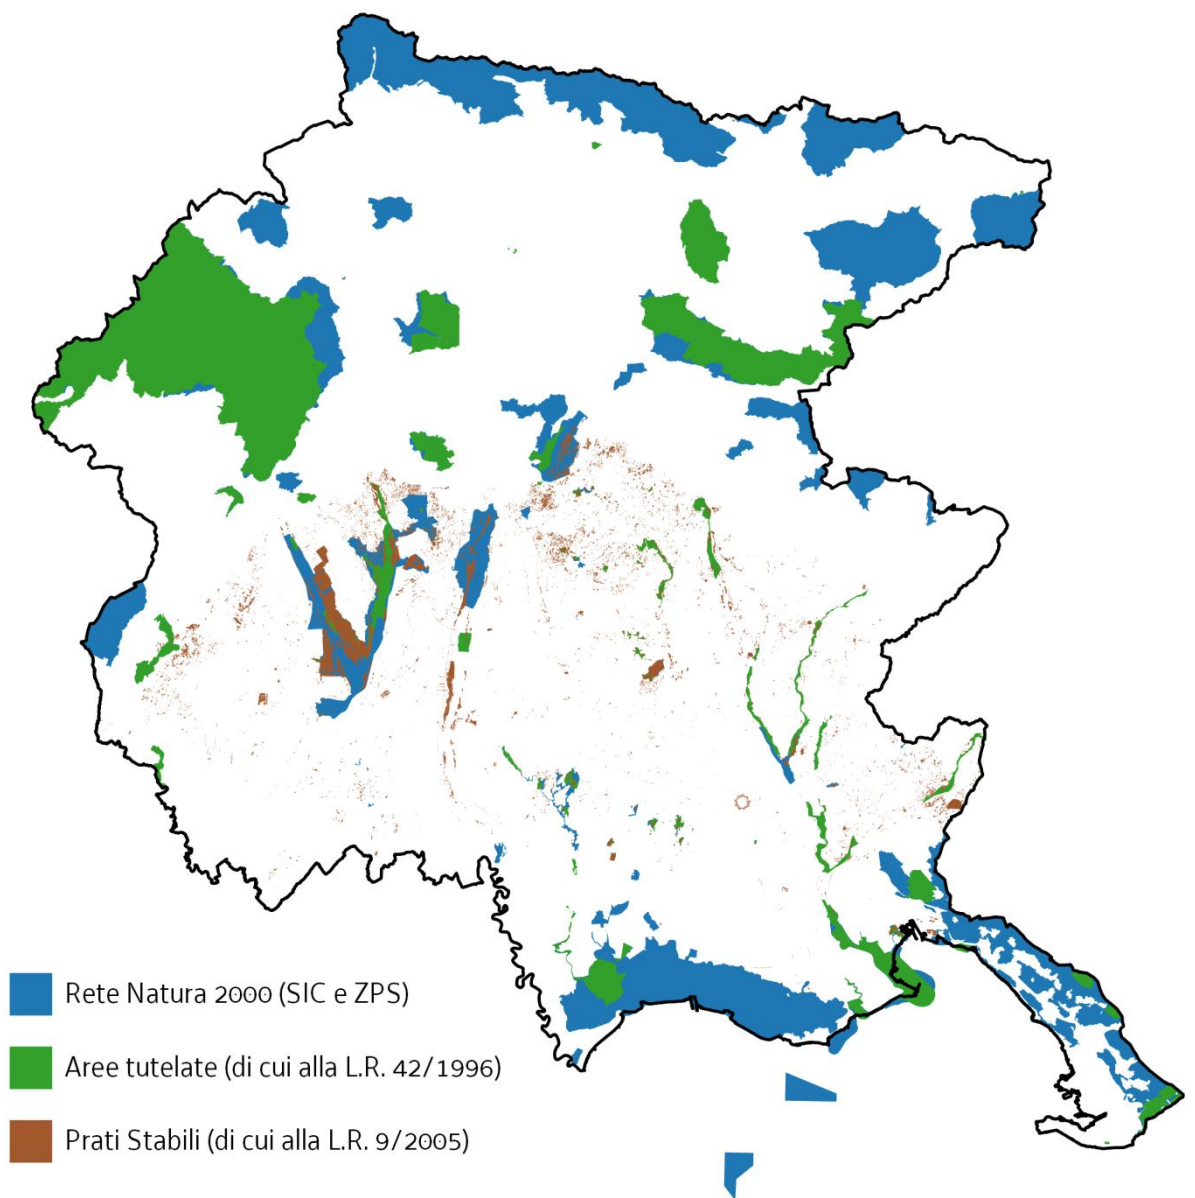 Rete Natura 2000 (SIC e ZPS)
Aree tutelate (di cui alla L.R. 42/1996)
Prati Stabili (di cui alla L.R. 9/2005)